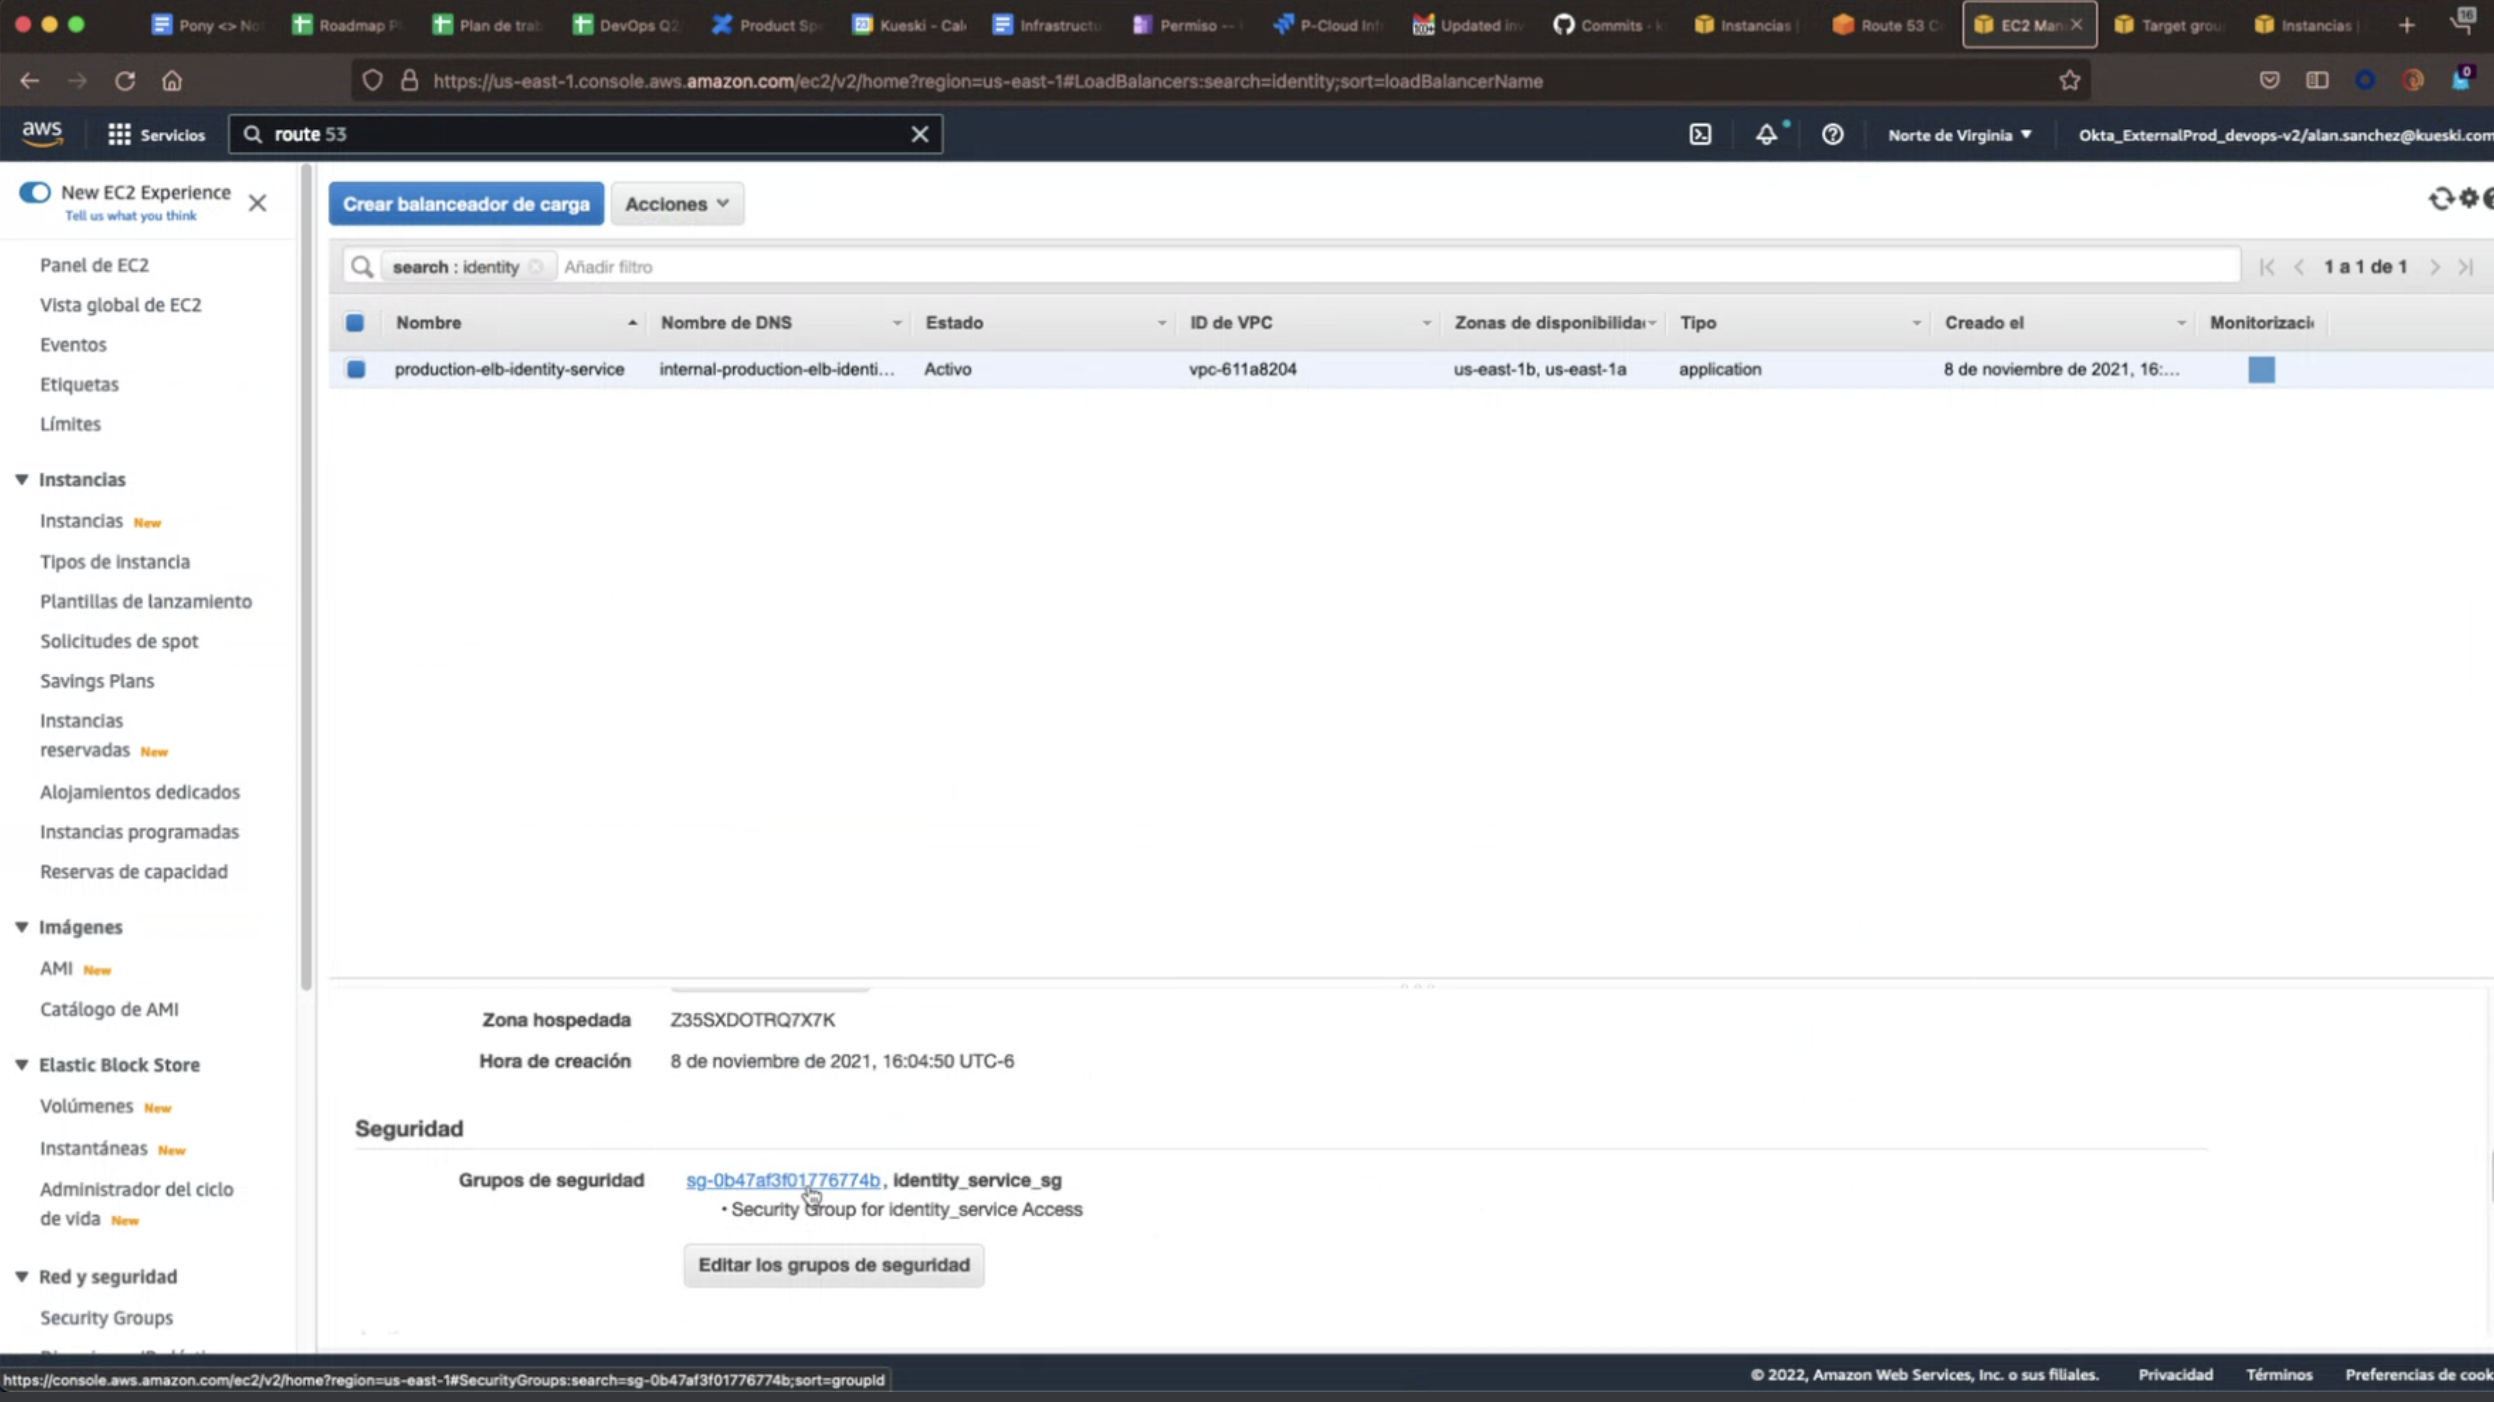 Pony <> No
Roadmap P
Plan de trab
DevOps Q2
Product Sp
Kueski - Cal
Infrastructu
Permiso --
P-Cloud Inf
Updated inv
Commits - k
Instancias |
Route 53 C
EC2 Man
Target grou
Instancias |
16
https://us-east-1.console.aws.amazon.com/ec2/v2/home?region=us-east-1#LoadBalancers:search=identity;sort=loadBalancerName
0
aws
Servicios
route 53
Norte de Virginia
Okta_ExternalProd_devops-v2/alan.sanchez@kueski.com
New EC2 Experience
Tell us what you think
Panel de EC2
Vista global de EC2
Eventos
Etiquetas
Límites
Instancias
Instancias New
Tipos de instancia
Plantillas de lanzamiento
Solicitudes de spot
Savings Plans
Instancias
reservadas New
Alojamientos dedicados
Instancias programadas
Reservas de capacidad
Imágenes
AMI New
Catálogo de AMI
Elastic Block Store
Volúmenes New
Instantáneas New
Administrador del ciclo
de vida New
Red y seguridad
Security Groups
Crear balanceador de carga
Acciones
search : identity
Añadir filtro
1 a 1 de 1
Nombre
Nombre de DNS
Estado
ID de VPC
Zonas de disponibilida
Tipo
Creado el
Monitorizaci
production-elb-identity-service
internal-production-elb-identi...
Activo
vpc-611a8204
us-east-1b, us-east-1a
application
8 de noviembre de 2021, 16:...
Zona hospedada Z35SXDOTRQ7X7K
Hora de creación 8 de noviembre de 2021, 16:04:50 UTC-6
Seguridad
Grupos de seguridad sg-0b47af3f01776774b, identity_service_sg
• Security Group for identity_service Access
Editar los grupos de seguridad
https://console.aws.amazon.com/ec2/v2/home?region=us-east-1#SecurityGroups:search=sg-0b47af3f01776774b;sort=groupId
© 2022, Amazon Web Services, Inc. o sus filiales.
Privacidad
Términos
Preferencias de cook